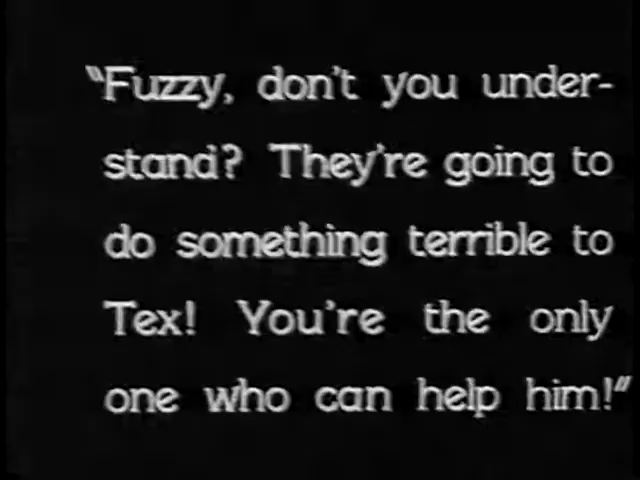 "Fuzzy, don't you under-
stand? They're going to
do something terrible to
Tex! You're the only
one who can help him!"